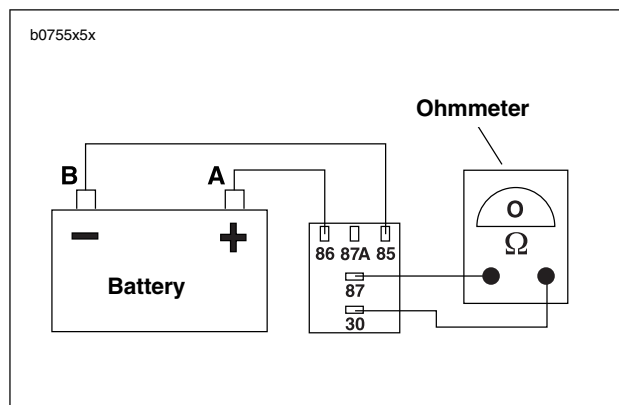 b0755x5x
Ohmmeter
B A
O
Ω
− +
Battery
86 87A 85
87
30